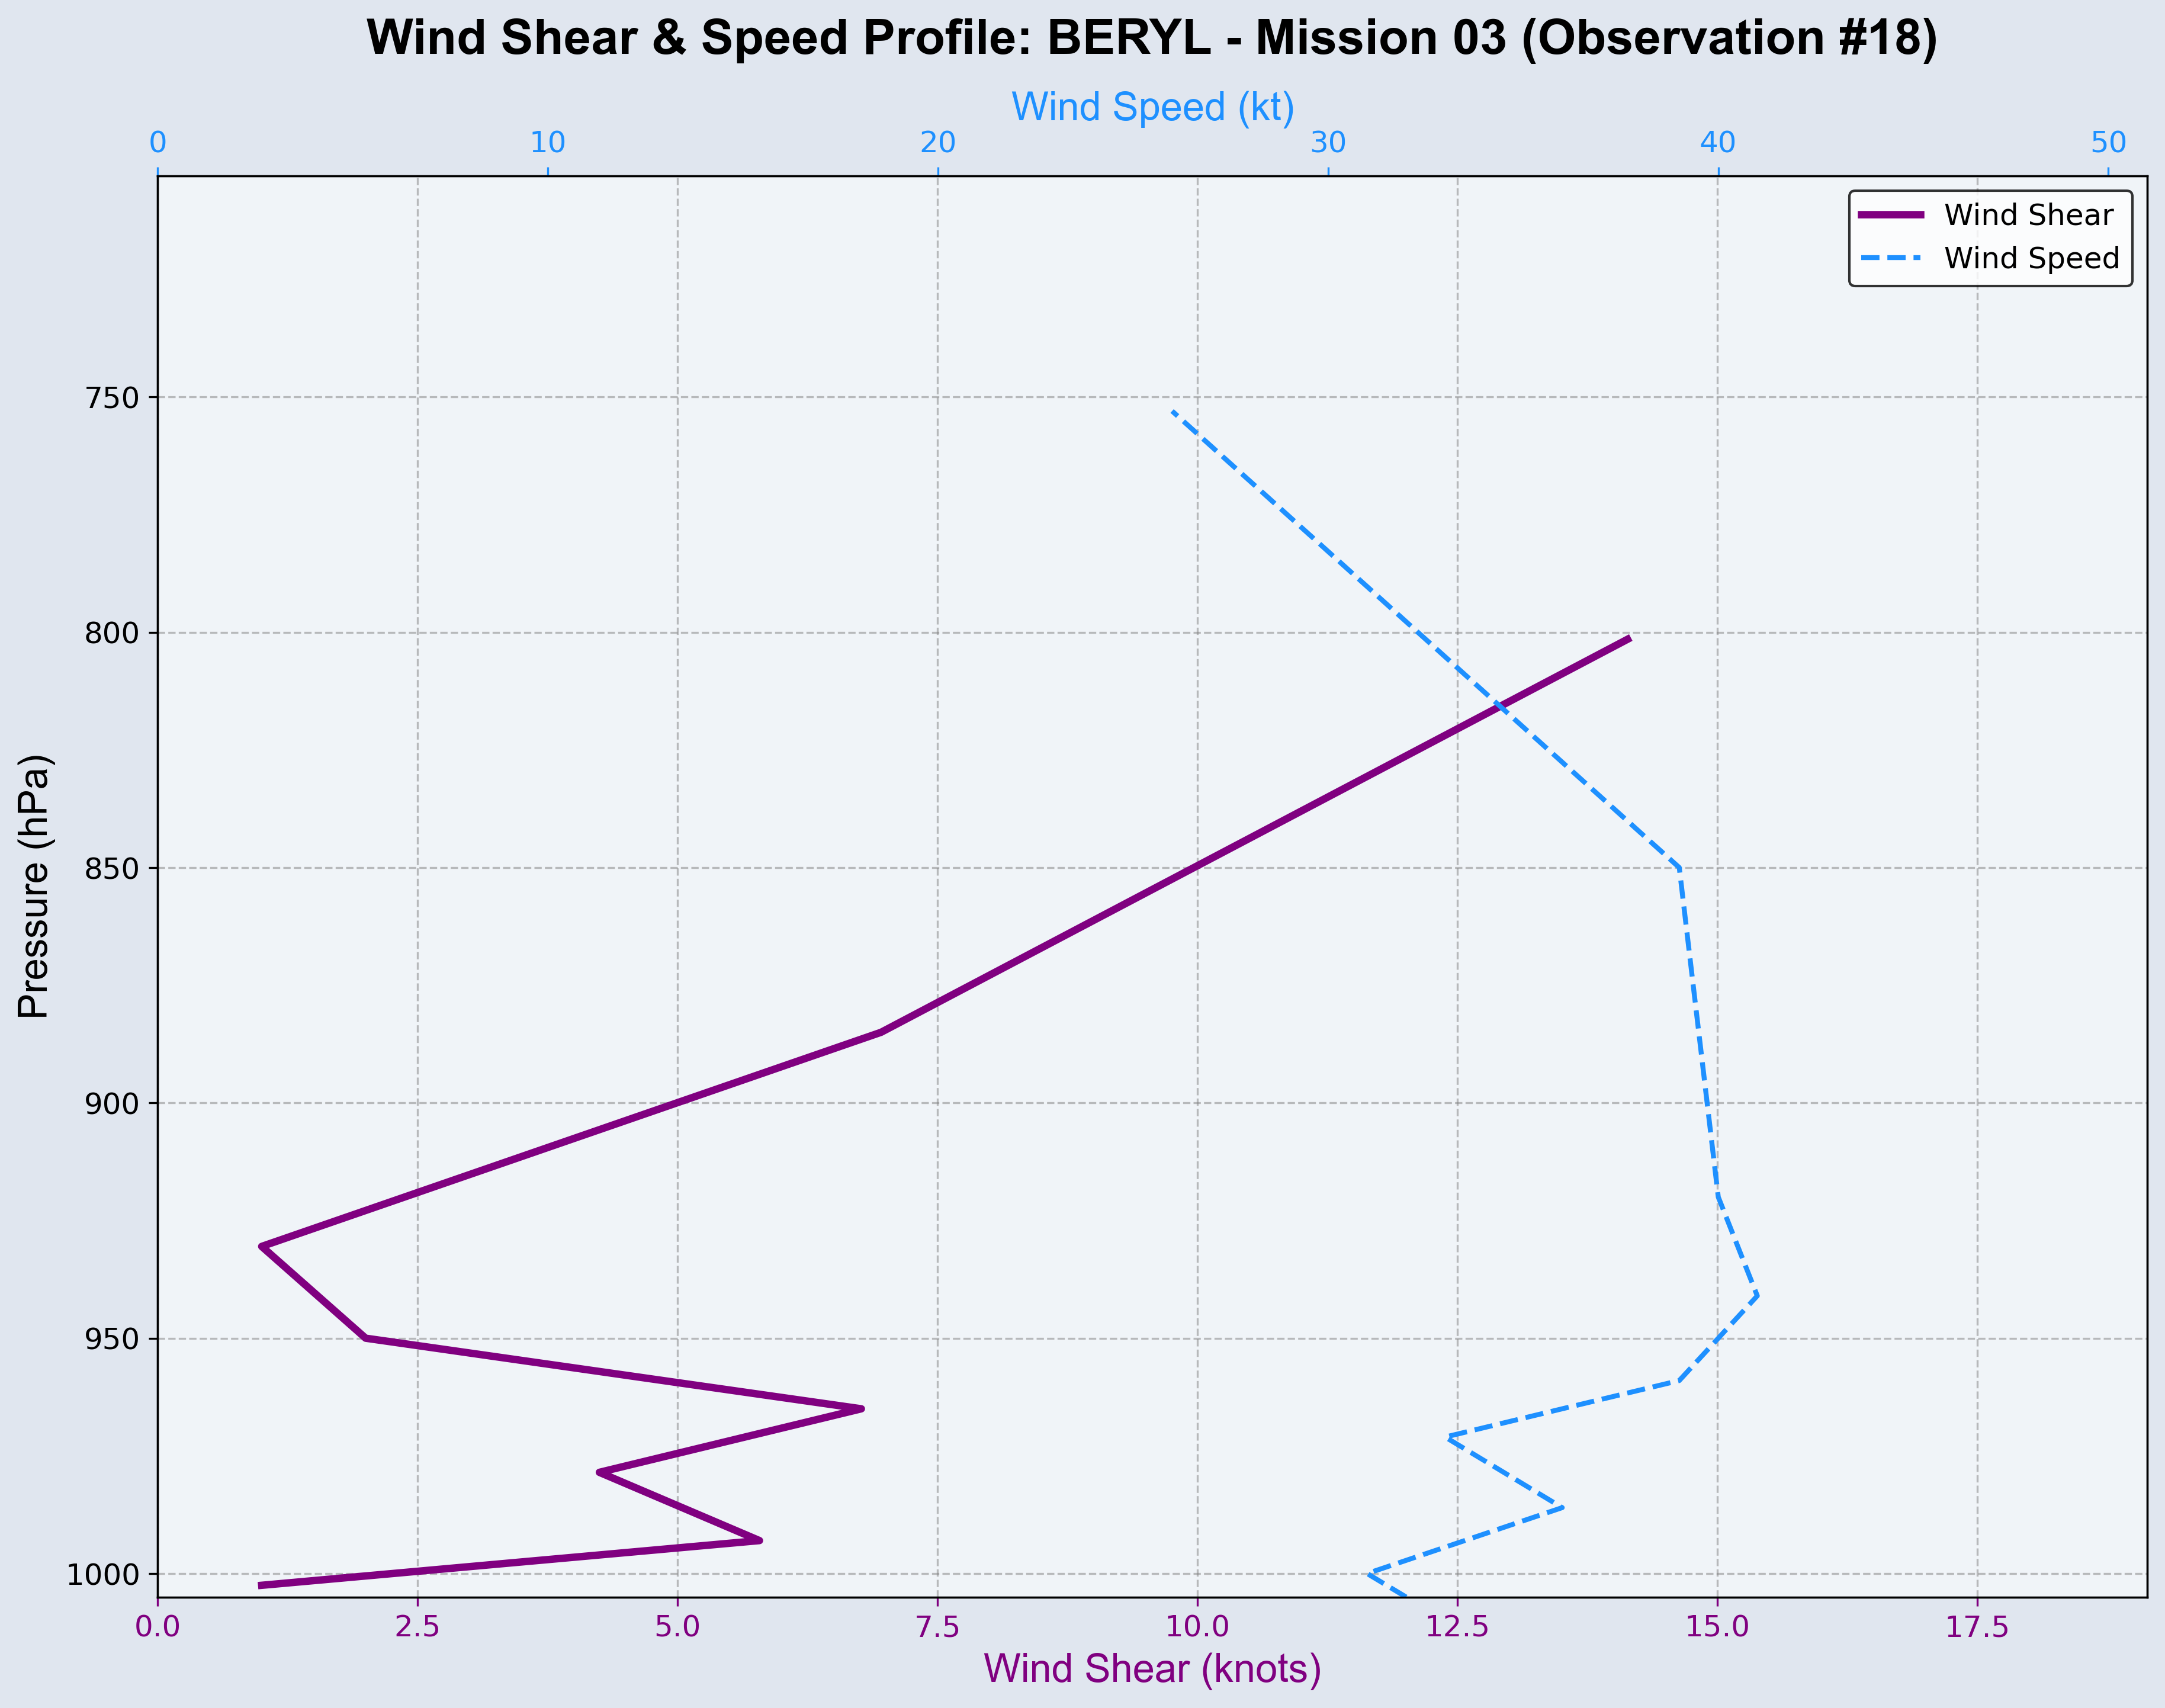 Wind Shear & Speed Profile: BERYL - Mission 03 (Observation #18)
Wind Speed (kt)
0 10 20 30 40 50
Wind Shear
Wind Speed
750
800
850
900
950
1000
Pressure (hPa)
0.0 2.5 5.0 7.5 10.0 12.5 15.0 17.5
Wind Shear (knots)